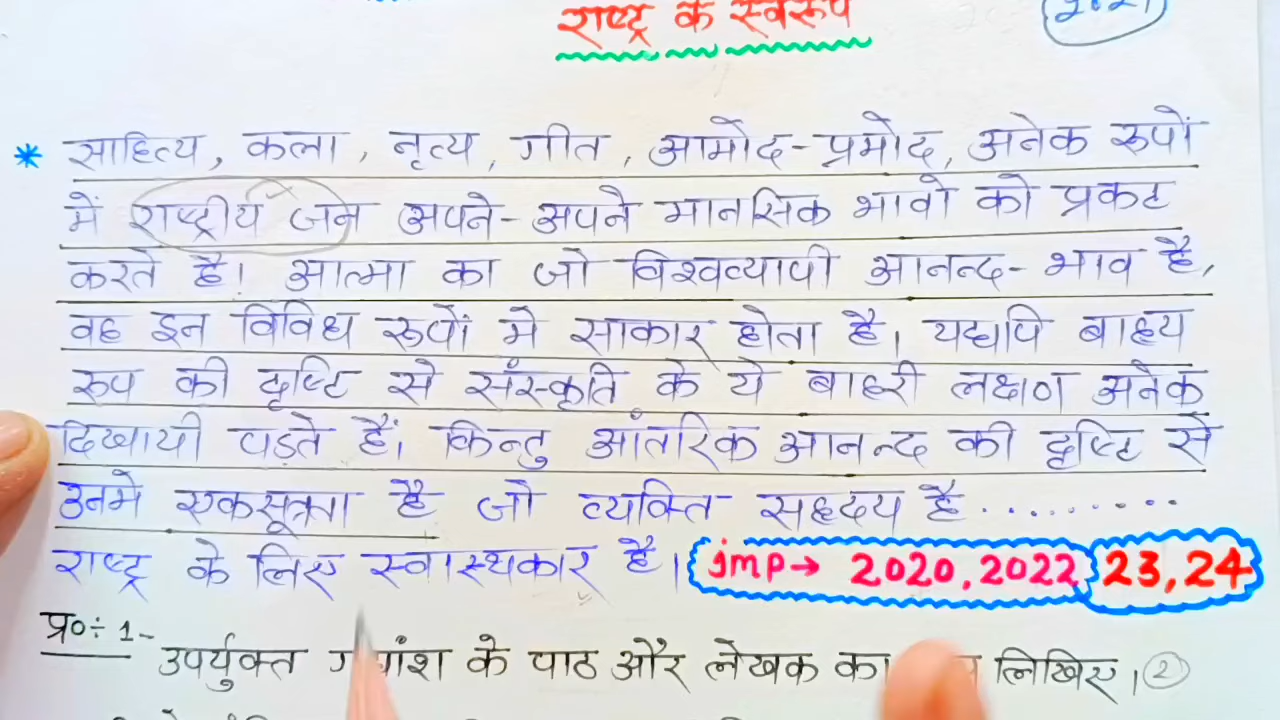 राष्ट्र के स्वरूप
* साहित्य, कला, नृत्य, गीत, आमोद-प्रमोद, अनेक रूपों
में राष्ट्रीय जन अपने-अपने मानसिक भावो को प्रकट
करते है। आत्मा का जो विश्वव्यापी आनन्द-भाव है,
वह इन विविध रूपों मे साकार होता है। यद्यपि बाह्य
रूप की दृष्टि से संस्कृति के ये बाहरी लक्षण अनेक
दिखायी पड़ते हैं। किन्तु आंतरिक आनन्द की दृष्टि से
उनमे एकसूत्रता है जो व्यक्ति सहृदय है..........
राष्ट्र के लिए स्वास्थकार है। imp→ 2020, 2022 23, 24
प्र०÷ 1- उपर्युक्त के पाठ और लेखक का लिखिए। 2